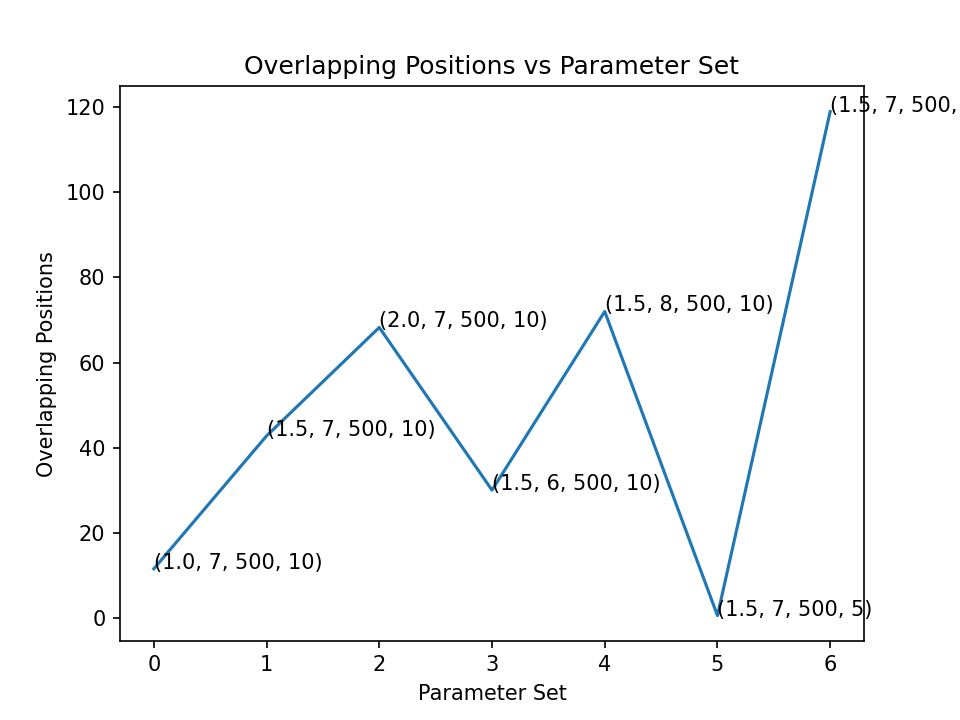 Overlapping Positions vs Parameter Set
Overlapping Positions
120
100
80
60
40
20
0
(1.0, 7, 500, 10)
(1.5, 7, 500, 10)
(2.0, 7, 500, 10)
(1.5, 6, 500, 10)
(1.5, 8, 500, 10)
(1.5, 7, 500, 5)
(1.5, 7, 500,
0 1 2 3 4 5 6
Parameter Set